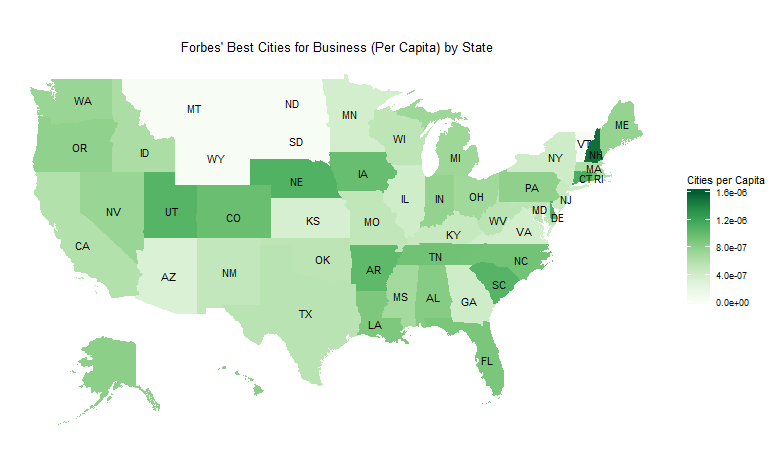 Forbes' Best Cities for Business (Per Capita) by State
WA
MT
ND
MN
ME
VT
NH
OR
ID
WY
SD
WI
MI
NY
MA
CT RI
NE
IA
PA
NJ
NV
UT
CO
KS
MO
IL
IN
OH
WV
MD
DE
VA
KY
CA
AZ
NM
OK
AR
TN
NC
SC
TX
LA
MS
AL
GA
FL
Cities per Capita
1.6e-06
1.2e-06
8.0e-07
4.0e-07
0.0e+00